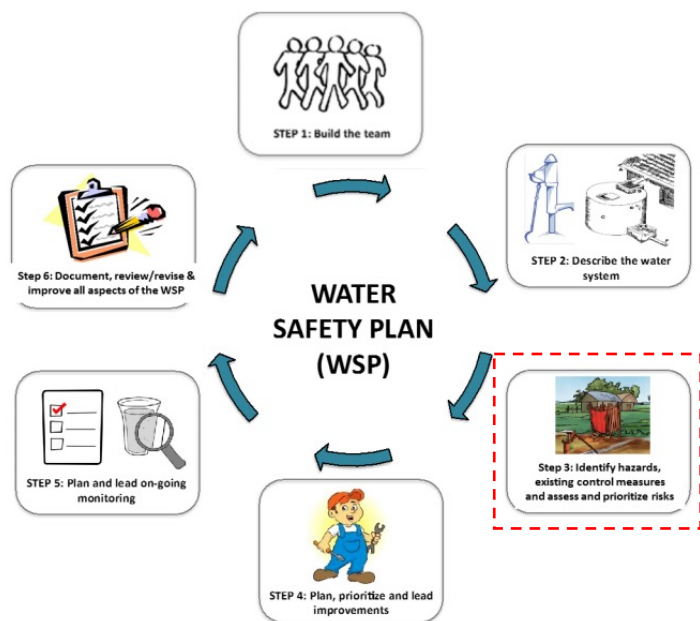 STEP 1: Build the team
STEP 2: Describe the water
system
Step 3: Identify hazards,
existing control measures
and assess and prioritize risks
STEP 4: Plan, prioritize and lead
improvements
STEP 5: Plan and lead on-going
monitoring
Step 6: Document, review/revise &
improve all aspects of the WSP
WATER
SAFETY PLAN
(WSP)